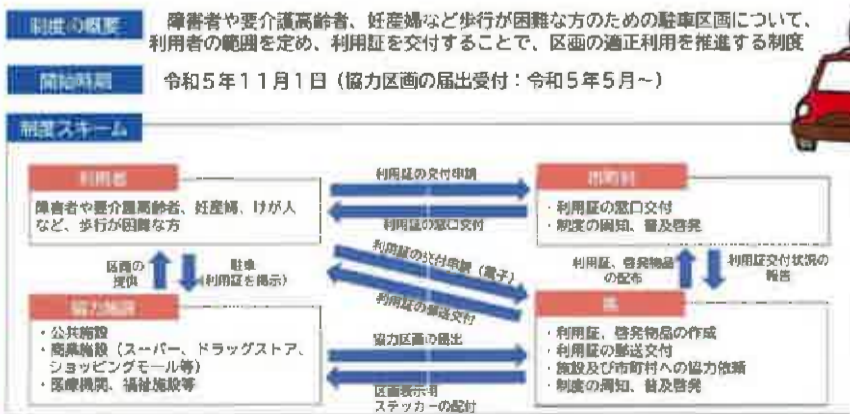 制度の概要
障害者や要介護高齢者、妊産婦など歩行が困難な方のための駐車区画について、
利用者の範囲を定め、利用証を交付することで、区画の適正利用を推進する制度
開始時期
令和5年11月1日（協力区画の届出受付：令和5年5月～）
制度スキーム
利用者
障害者や要介護高齢者、妊産婦、けが人
など、歩行が困難な方
利用証の交付申請
利用証の窓口交付
市町村
・利用証の窓口交付
・制度の周知、普及啓発
区画の
提供
駐車
（利用証を掲示）
利用証の交付申請（電子）
利用証の郵送交付
利用証、啓発物品
の配布
利用証交付状況の
報告
協力施設
・公共施設
・商業施設（スーパー、ドラッグストア、
ショッピングモール等）
・医療機関、福祉施設等
協力区画の届出
区画表示用
ステッカーの配付
県
・利用証、啓発物品の作成
・利用証の郵送交付
・施設及び市町村への協力依頼
・制度の周知、普及啓発